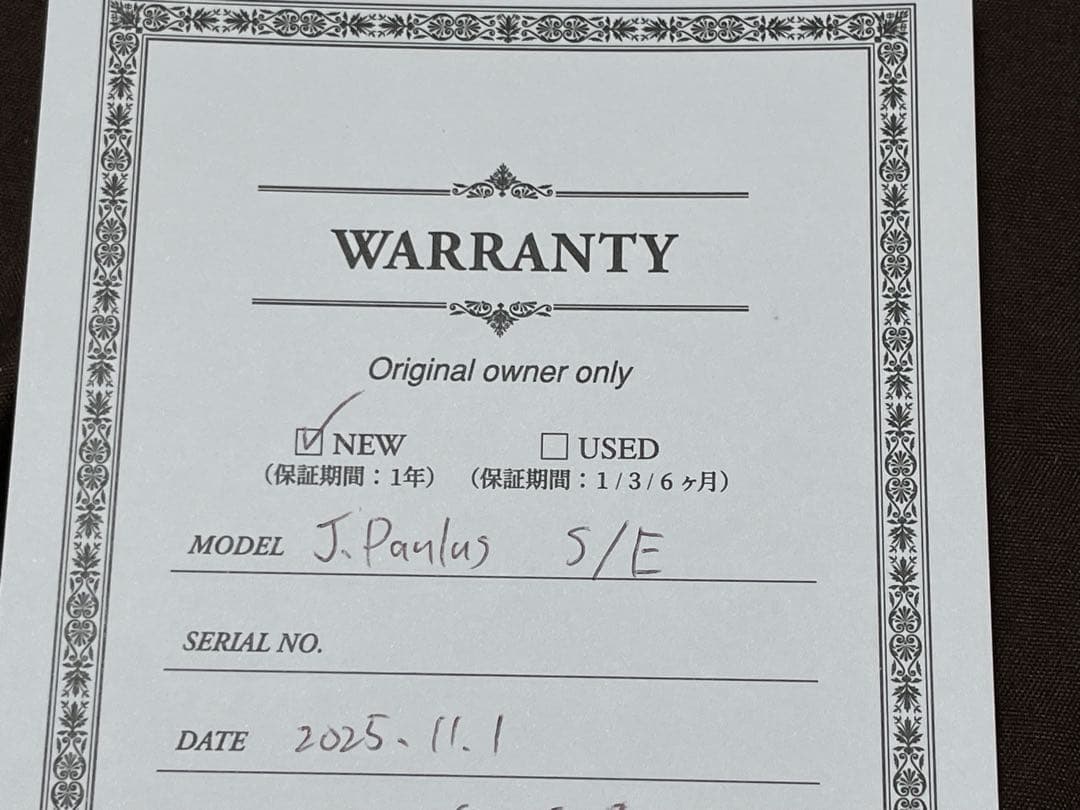 WARRANTY
Original owner only
☑ NEW ☐ USED
（保証期間：1年） （保証期間：1/3/6ヶ月）
MODEL J. Paulus S/E
SERIAL NO.
DATE 2025.11.1